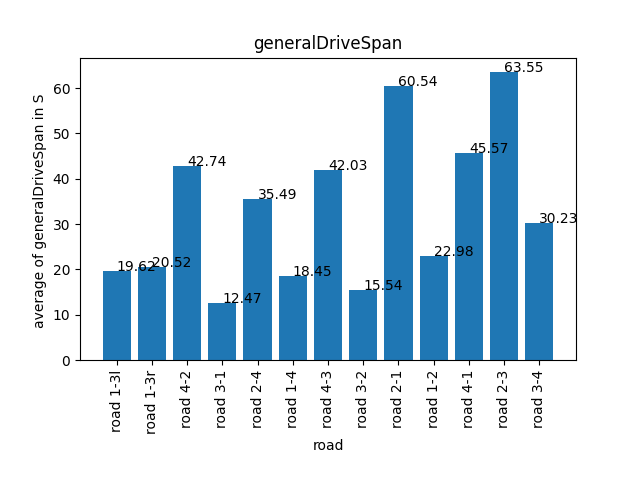 generalDriveSpan
average of generalDriveSpan in S
60
50
40
30
20
10
0
19.62
20.52
42.74
12.47
35.49
18.45
42.03
15.54
60.54
22.98
45.57
63.55
30.23
road 1-3l
road 1-3r
road 4-2
road 3-1
road 2-4
road 1-4
road 4-3
road 3-2
road 2-1
road 1-2
road 4-1
road 2-3
road 3-4
road